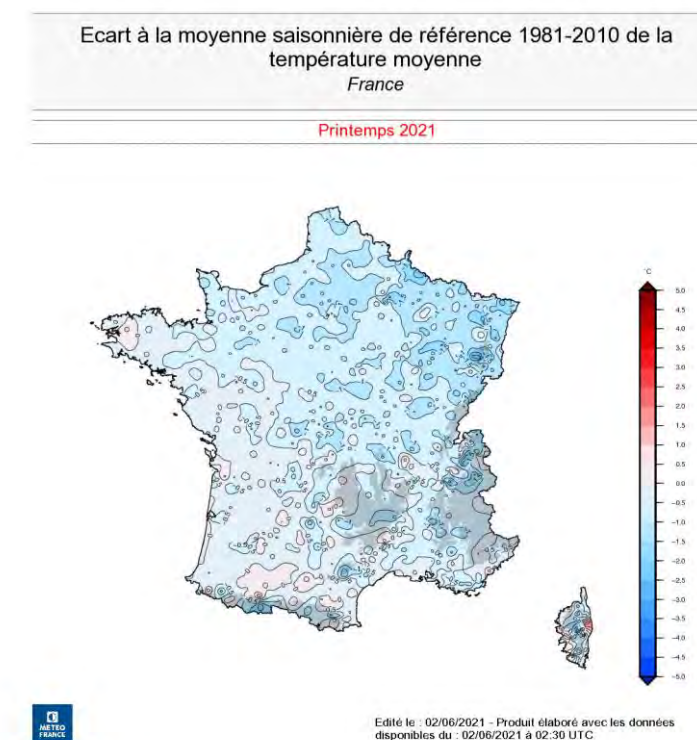 Ecart à la moyenne saisonnière de référence 1981-2010 de la
température moyenne
France
Printemps 2021
°C
5.0
4.5
4.0
3.5
3.0
2.5
2.0
1.5
1.0
0.5
0.0
-0.5
-1.0
-1.5
-2.0
-2.5
-3.0
-3.5
-4.0
-4.5
-5.0
METEO
FRANCE
Edité le : 02/06/2021 - Produit élaboré avec les données
disponibles du : 02/06/2021 à 02:30 UTC